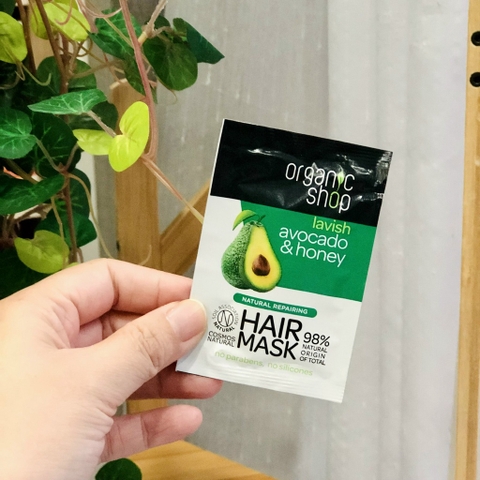 organic
shop
lavish
avocado
& honey
NATURAL REPAIRING
HAIR
MASK
98%
NATURAL
ORIGIN
OF TOTAL
NATURAL
COSMOS
NATURAL
no parabens, no silicones